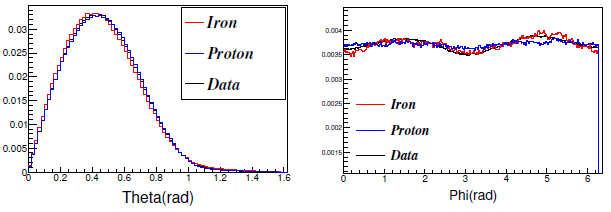 0.03
0.025
0.02
0.015
0.01
0.005
0
0 0.2 0.4 0.6 0.8 1 1.2 1.4 1.6
Theta(rad)
Iron
Proton
Data
0.004
0.0035
0.003
0.0025
0.002
0.0015
0 1 2 3 4 5 6
Phi(rad)
Iron
Proton
Data